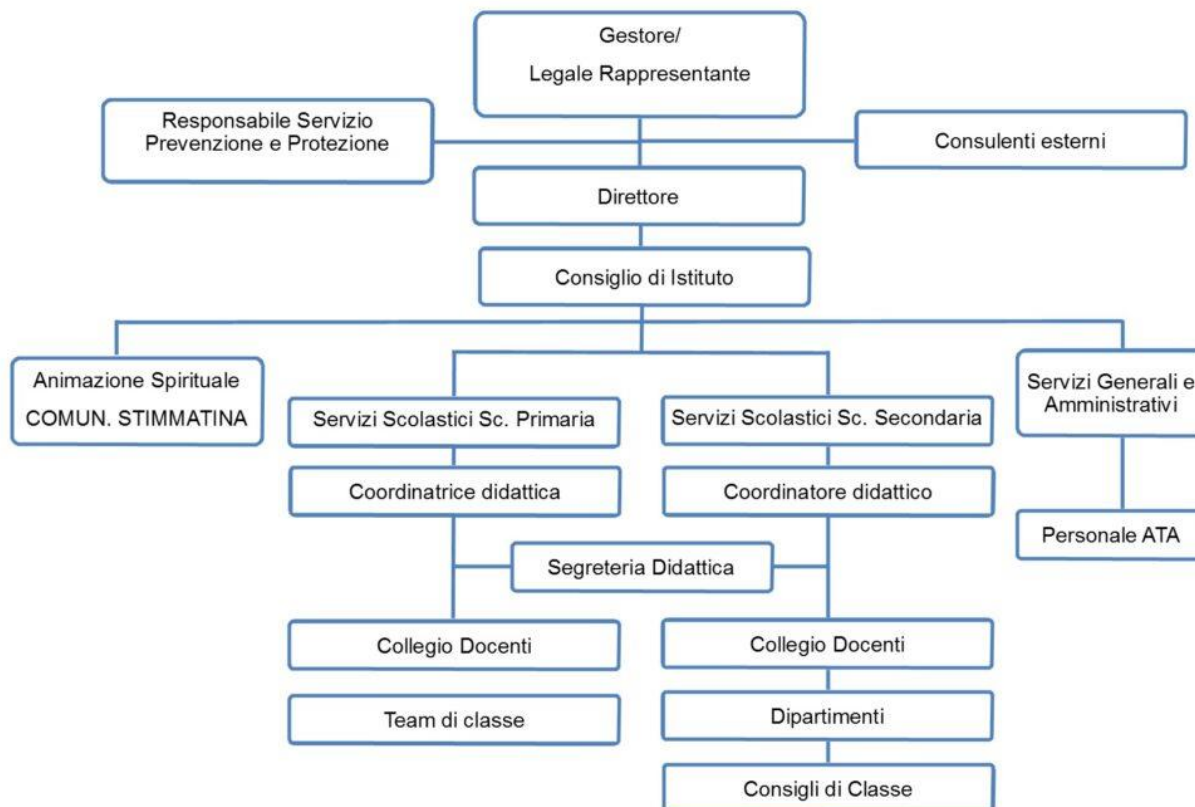 Gestore/
Legale Rappresentante
Responsabile Servizio
Prevenzione e Protezione
Consulenti esterni
Direttore
Consiglio di Istituto
Animazione Spirituale
COMUN. STIMMATINA
Servizi Scolastici Sc. Primaria
Servizi Scolastici Sc. Secondaria
Servizi Generali e
Amministrativi
Coordinatrice didattica
Coordinatore didattico
Personale ATA
Segreteria Didattica
Collegio Docenti
Collegio Docenti
Team di classe
Dipartimenti
Consigli di Classe